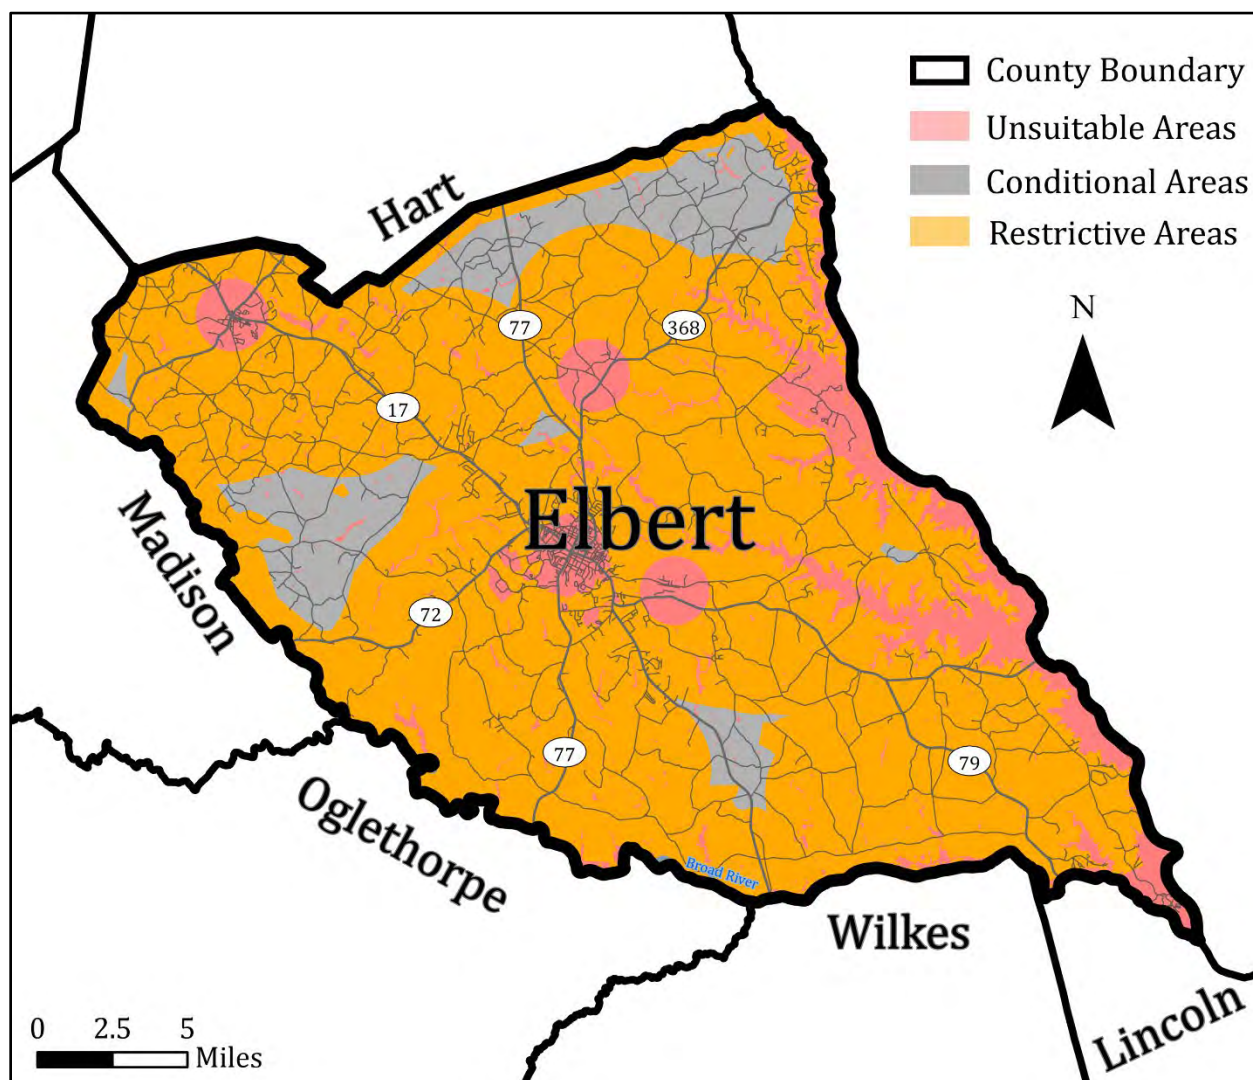 County Boundary
Unsuitable Areas
Conditional Areas
Restrictive Areas
Hart
N
77
368
17
Elbert
Madison
72
77
79
Oglethorpe
Broad River
Wilkes
Lincoln
0 2.5 5
Miles